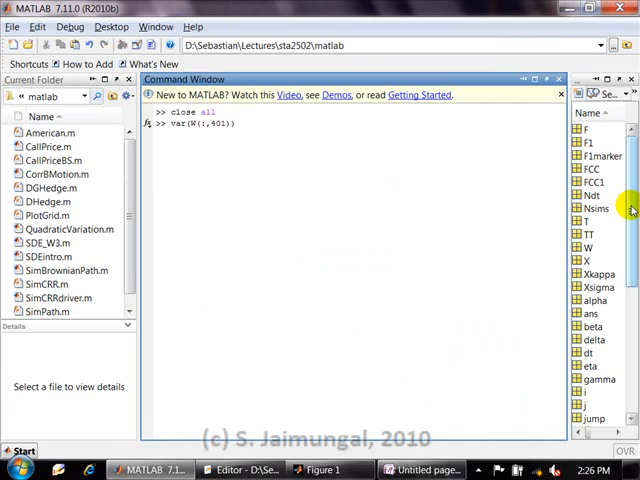 MATLAB 7.11.0 (R2010b)
File Edit Debug Desktop Window Help
D:\Sebastian\Lectures\sta2502\matlab
Shortcuts How to Add What's New
Current Folder
Command Window
Se...
« matlab
New to MATLAB? Watch this Video, see Demos, or read Getting Started.
Name
>> close all
fx >> var(W(:,401))
American.m
CallPrice.m
CallPriceBS.m
CorrBMotion.m
DGHedge.m
DHedge.m
PlotGrid.m
QuadraticVariation.m
SDE_W3.m
SDEintro.m
SimBrownianPath.m
SimCRR.m
SimCRRdriver.m
SimPath.m
Details
Select a file to view details
Name
F
F1
F1marker
FCC
FCC1
Ndt
Nsims
T
TT
W
X
Xkappa
Xsigma
alpha
ans
beta
delta
dt
eta
gamma
i
j
jump
(c) S. Jaimungal, 2010
Start
OVR
MATLAB 7.1...
Editor - D:\Se...
Figure 1
Untitled page...
2:26 PM